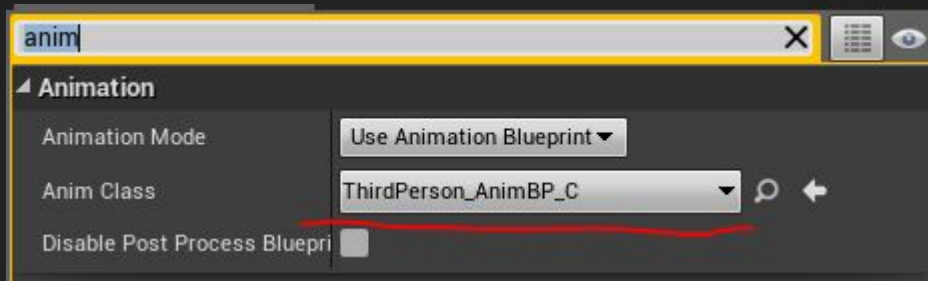 anim
Animation
Animation Mode Use Animation Blueprint
Anim Class ThirdPerson_AnimBP_C
Disable Post Process Bluepri